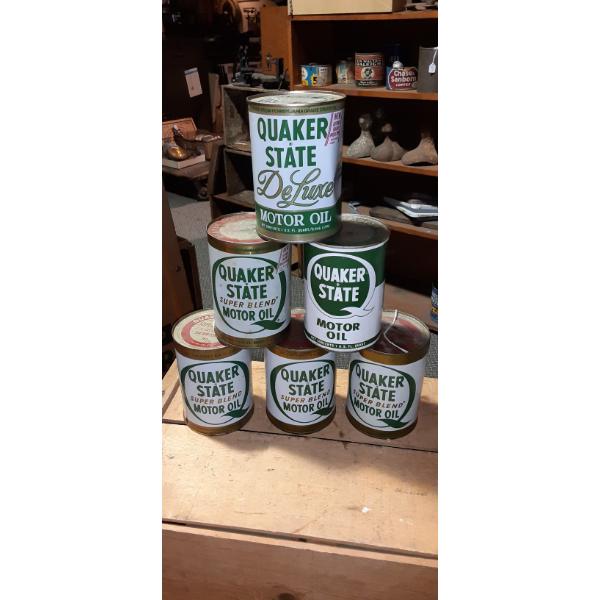 Chase &
Sanborn
COFFEE
QUAKER
STATE
DeLuxe
MOTOR OIL
QUAKER
STATE
SUPER BLEND
MOTOR OIL
QUAKER
STATE
MOTOR
OIL
QUAKER
STATE
SUPER BLEND
MOTOR OIL
QUAKER
STATE
SUPER BLEND
MOTOR OIL
QUAKER
STATE
SUPER BLEND
MOTOR OIL